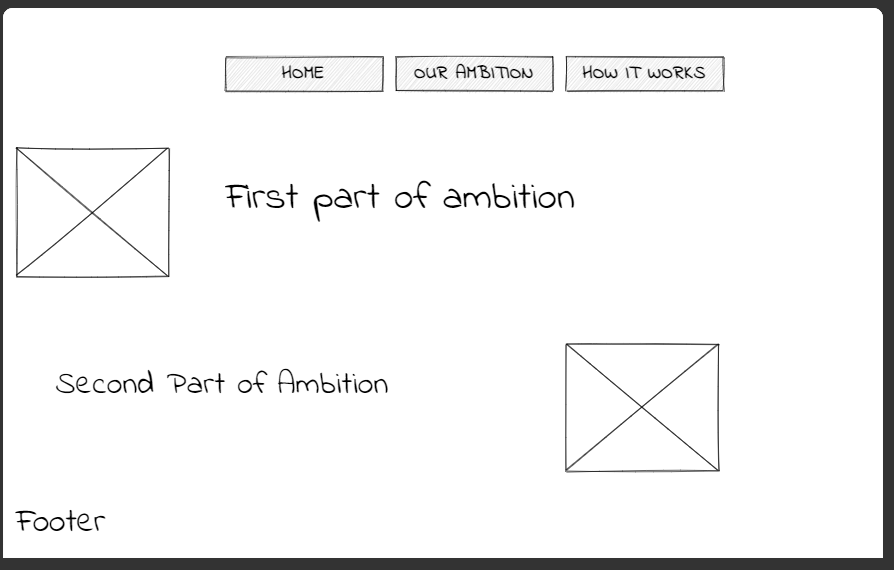 HOME
OUR AMBITION
HOW IT WORKS
First part of ambition
Second Part of Ambition
Footer